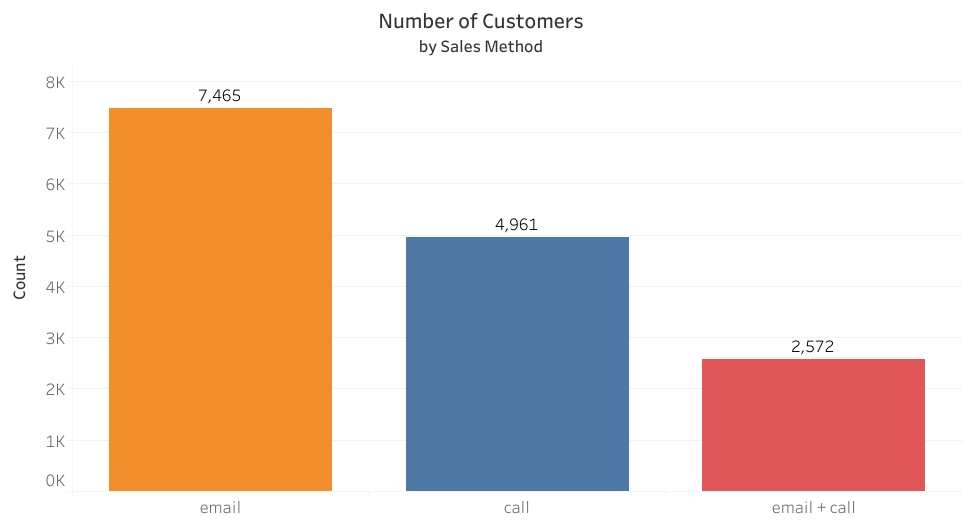 Number of Customers
by Sales Method
Count
8K
7K
6K
5K
4K
3K
2K
1K
0K
7,465
4,961
2,572
email
call
email + call